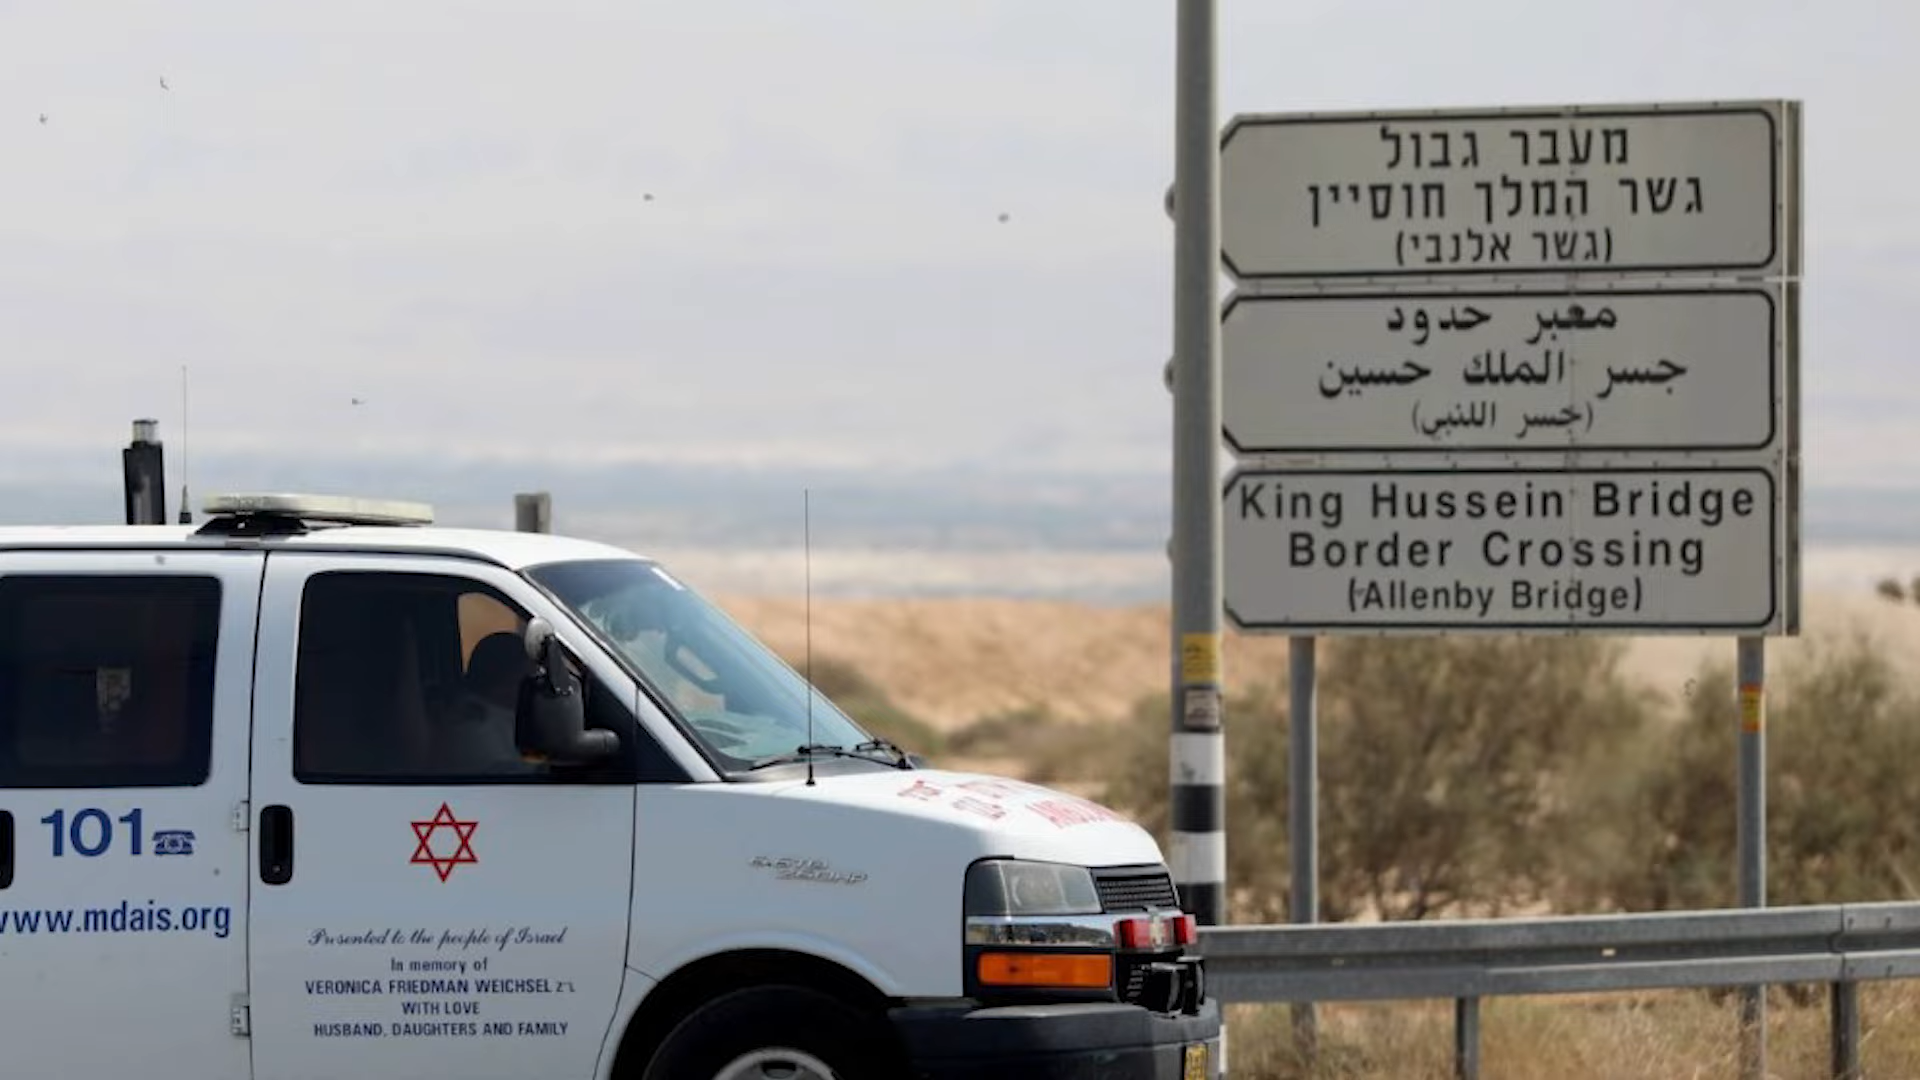 מעבר גבול
גשר המלך חוסיין
(גשר אלנבי)
معبر حدود
جسر الملك حسين
(جسر اللنبي)
King Hussein Bridge
Border Crossing
(Allenby Bridge)
101
www.mdais.org
Presented to the people of Israel
In memory of
VERONICA FRIEDMAN WEICHSEL ז״ל
WITH LOVE
HUSBAND, DAUGHTERS AND FAMILY